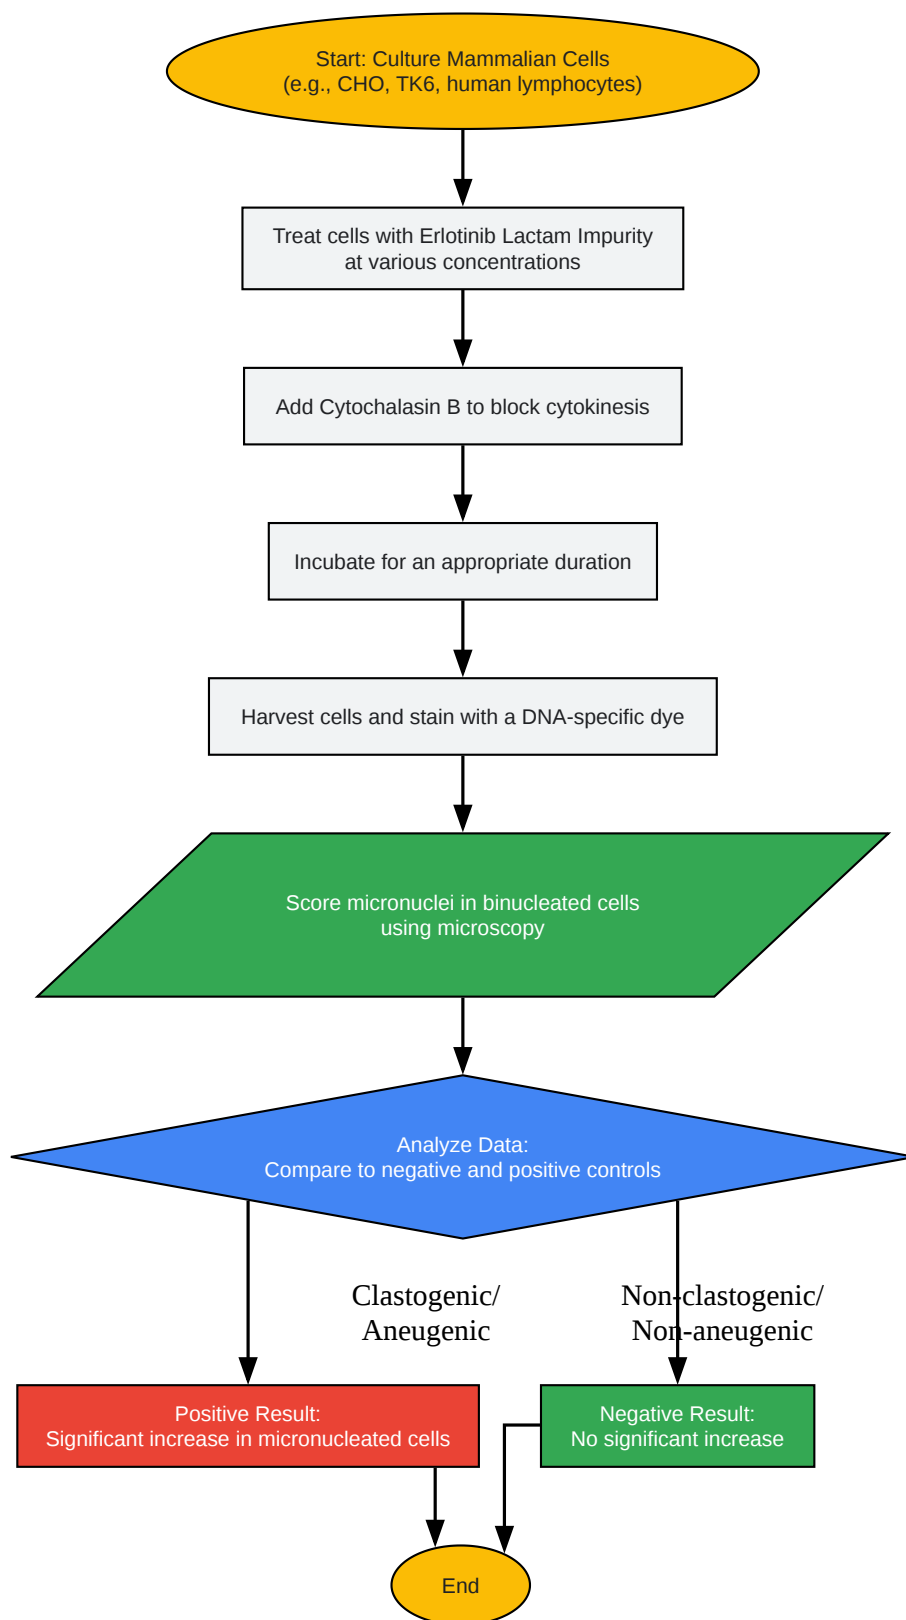 Start: Culture Mammalian Cells
(e.g., CHO, TK6, human lymphocytes)
Treat cells with Erlotinib Lactam Impurity
at various concentrations
Add Cytochalasin B to block cytokinesis
Incubate for an appropriate duration
Harvest cells and stain with a DNA-specific dye
Score micronuclei in binucleated cells
using microscopy
Analyze Data:
Compare to negative and positive controls
Clastogenic/
Aneugenic
Non-clastogenic/
Non-aneugenic
Positive Result:
Significant increase in micronucleated cells
Negative Result:
No significant increase
End